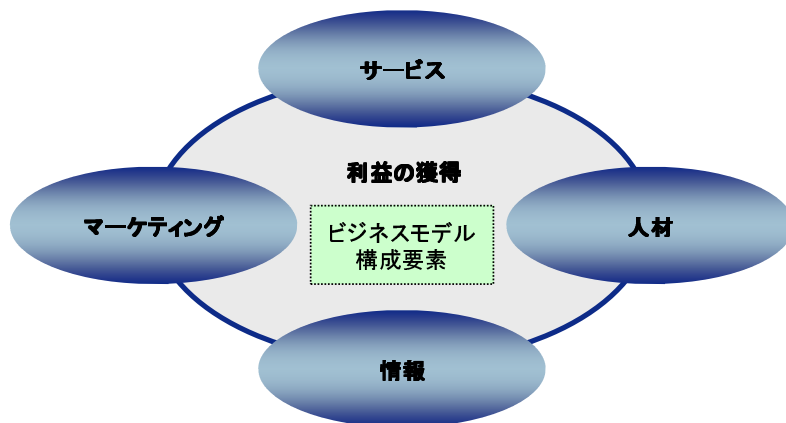 サービス
利益の獲得
マーケティング
ビジネスモデル
構成要素
人材
情報